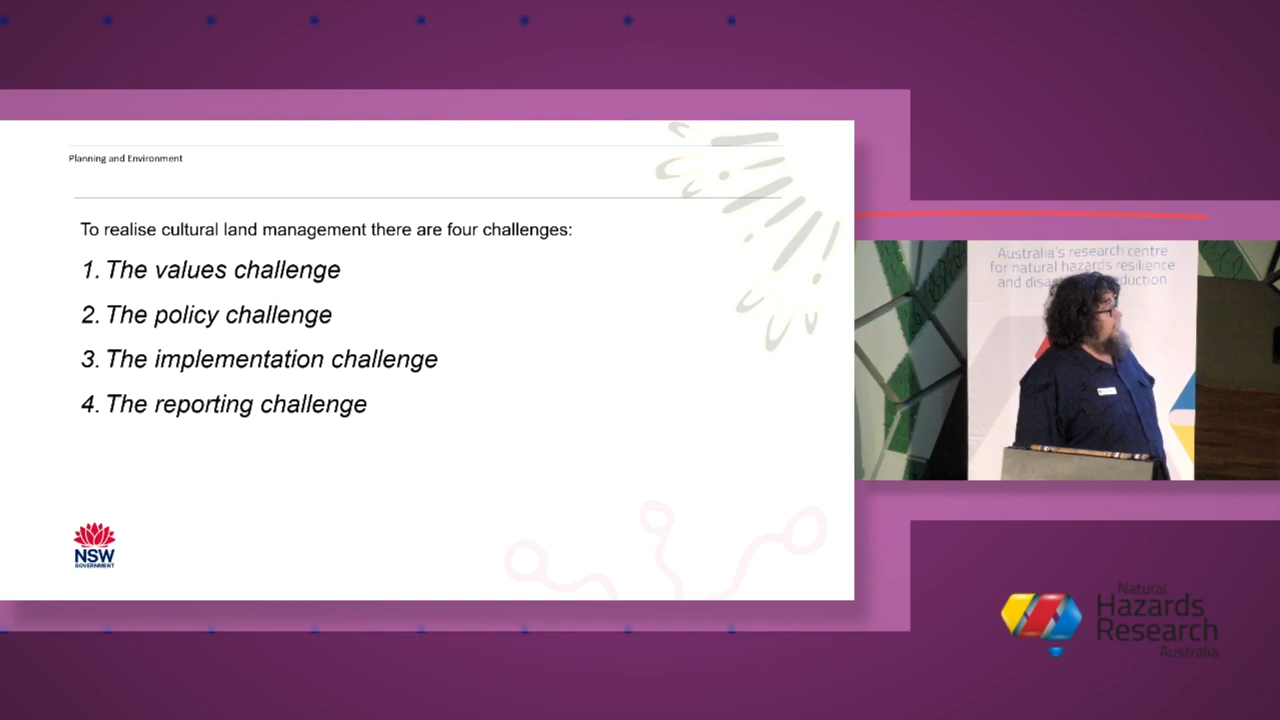 Planning and Environment
To realise cultural land management there are four challenges:
1. The values challenge
2. The policy challenge
3. The implementation challenge
4. The reporting challenge
NSW
GOVERNMENT
Australia's research centre
for natural hazards resilience
and disas duction
Natural
Hazards
Research
Australia